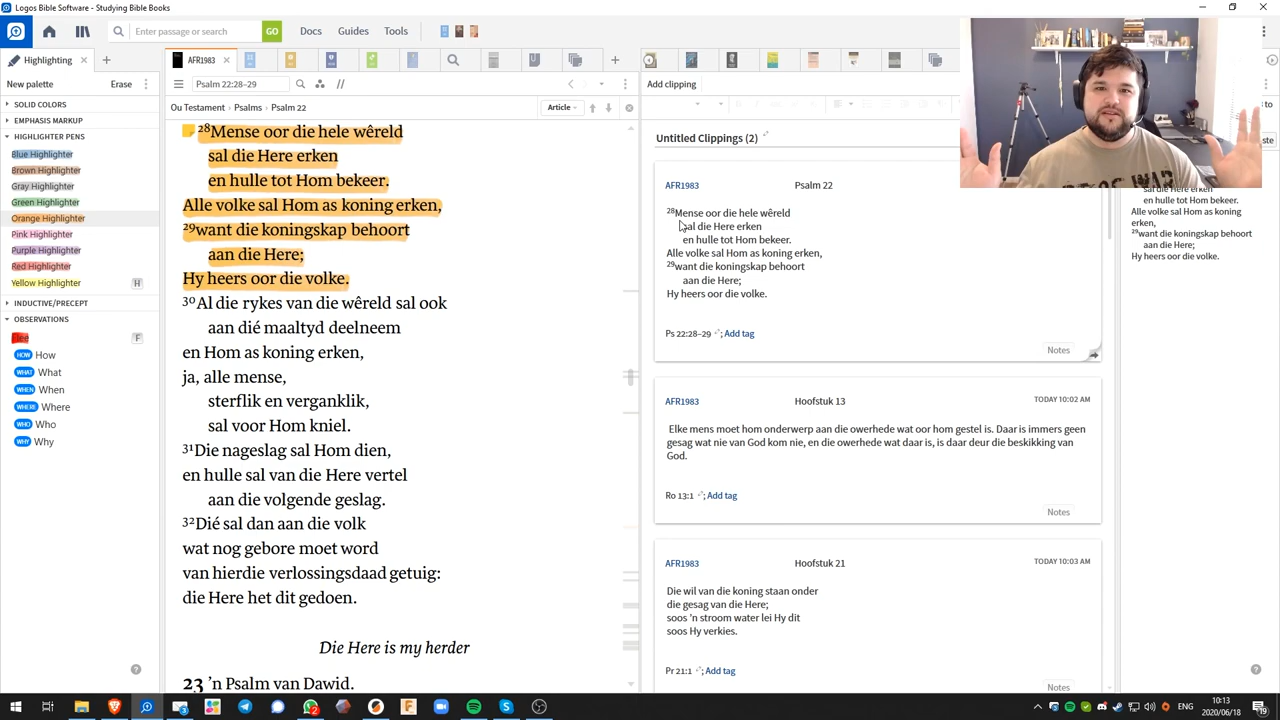 Logos Bible Software - Studying Bible Books
Enter passage or search
GO
Docs
Guides
Tools
Highlighting
AFR1983
New palette
Erase
Psalm 22:28–29
Add clipping
SOLID COLORS
EMPHASIS MARKUP
HIGHLIGHTER PENS
Blue Highlighter
Brown Highlighter
Gray Highlighter
Green Highlighter
Orange Highlighter
Pink Highlighter
Purple Highlighter
Red Highlighter
Yellow Highlighter
H
INDUCTIVE/PRECEPT
OBSERVATIONS
F
HOW How
WHAT What
WHEN When
WHERE Where
WHO Who
WHY Why
Ou Testament › Psalms › Psalm 22
Article
28Mense oor die hele wêreld
sal die Here erken
en hulle tot Hom bekeer.
Alle volke sal Hom as koning erken,
29want die koningskap behoort
aan die Here;
Hy heers oor die volke.
30Al die rykes van die wêreld sal ook
aan dié maaltyd deelneem
en Hom as koning erken,
ja, alle mense,
sterflik en verganklik,
sal voor Hom kniel.
31Die nageslag sal Hom dien,
en hulle sal van die Here vertel
aan die volgende geslag.
32Dié sal dan aan die volk
wat nog gebore moet word
van hierdie verlossingsdaad getuig:
die Here het dit gedoen.
Die Here is my herder
23 ’n Psalm van Dawid.
Untitled Clippings (2)
AFR1983
Psalm 22
28Mense oor die hele wêreld
sal die Here erken
en hulle tot Hom bekeer.
Alle volke sal Hom as koning erken,
29want die koningskap behoort
aan die Here;
Hy heers oor die volke.
Ps 22:28–29 ; Add tag
Notes
AFR1983
Hoofstuk 13
TODAY 10:02 AM
Elke mens moet hom onderwerp aan die owerhede wat oor hom gestel is. Daar is immers geen
gesag wat nie van God kom nie, en die owerhede wat daar is, is daar deur die beskikking van
God.
Ro 13:1 ; Add tag
Notes
AFR1983
Hoofstuk 21
TODAY 10:03 AM
Die wil van die koning staan onder
die gesag van die Here;
soos 'n stroom water lei Hy dit
soos Hy verkies.
Pr 21:1 ; Add tag
Notes
sal die Here erken
en hulle tot Hom bekeer.
Alle volke sal Hom as koning
erken,
29want die koningskap behoort
aan die Here;
Hy heers oor die volke.
ENG
10:13
2020/06/18
19